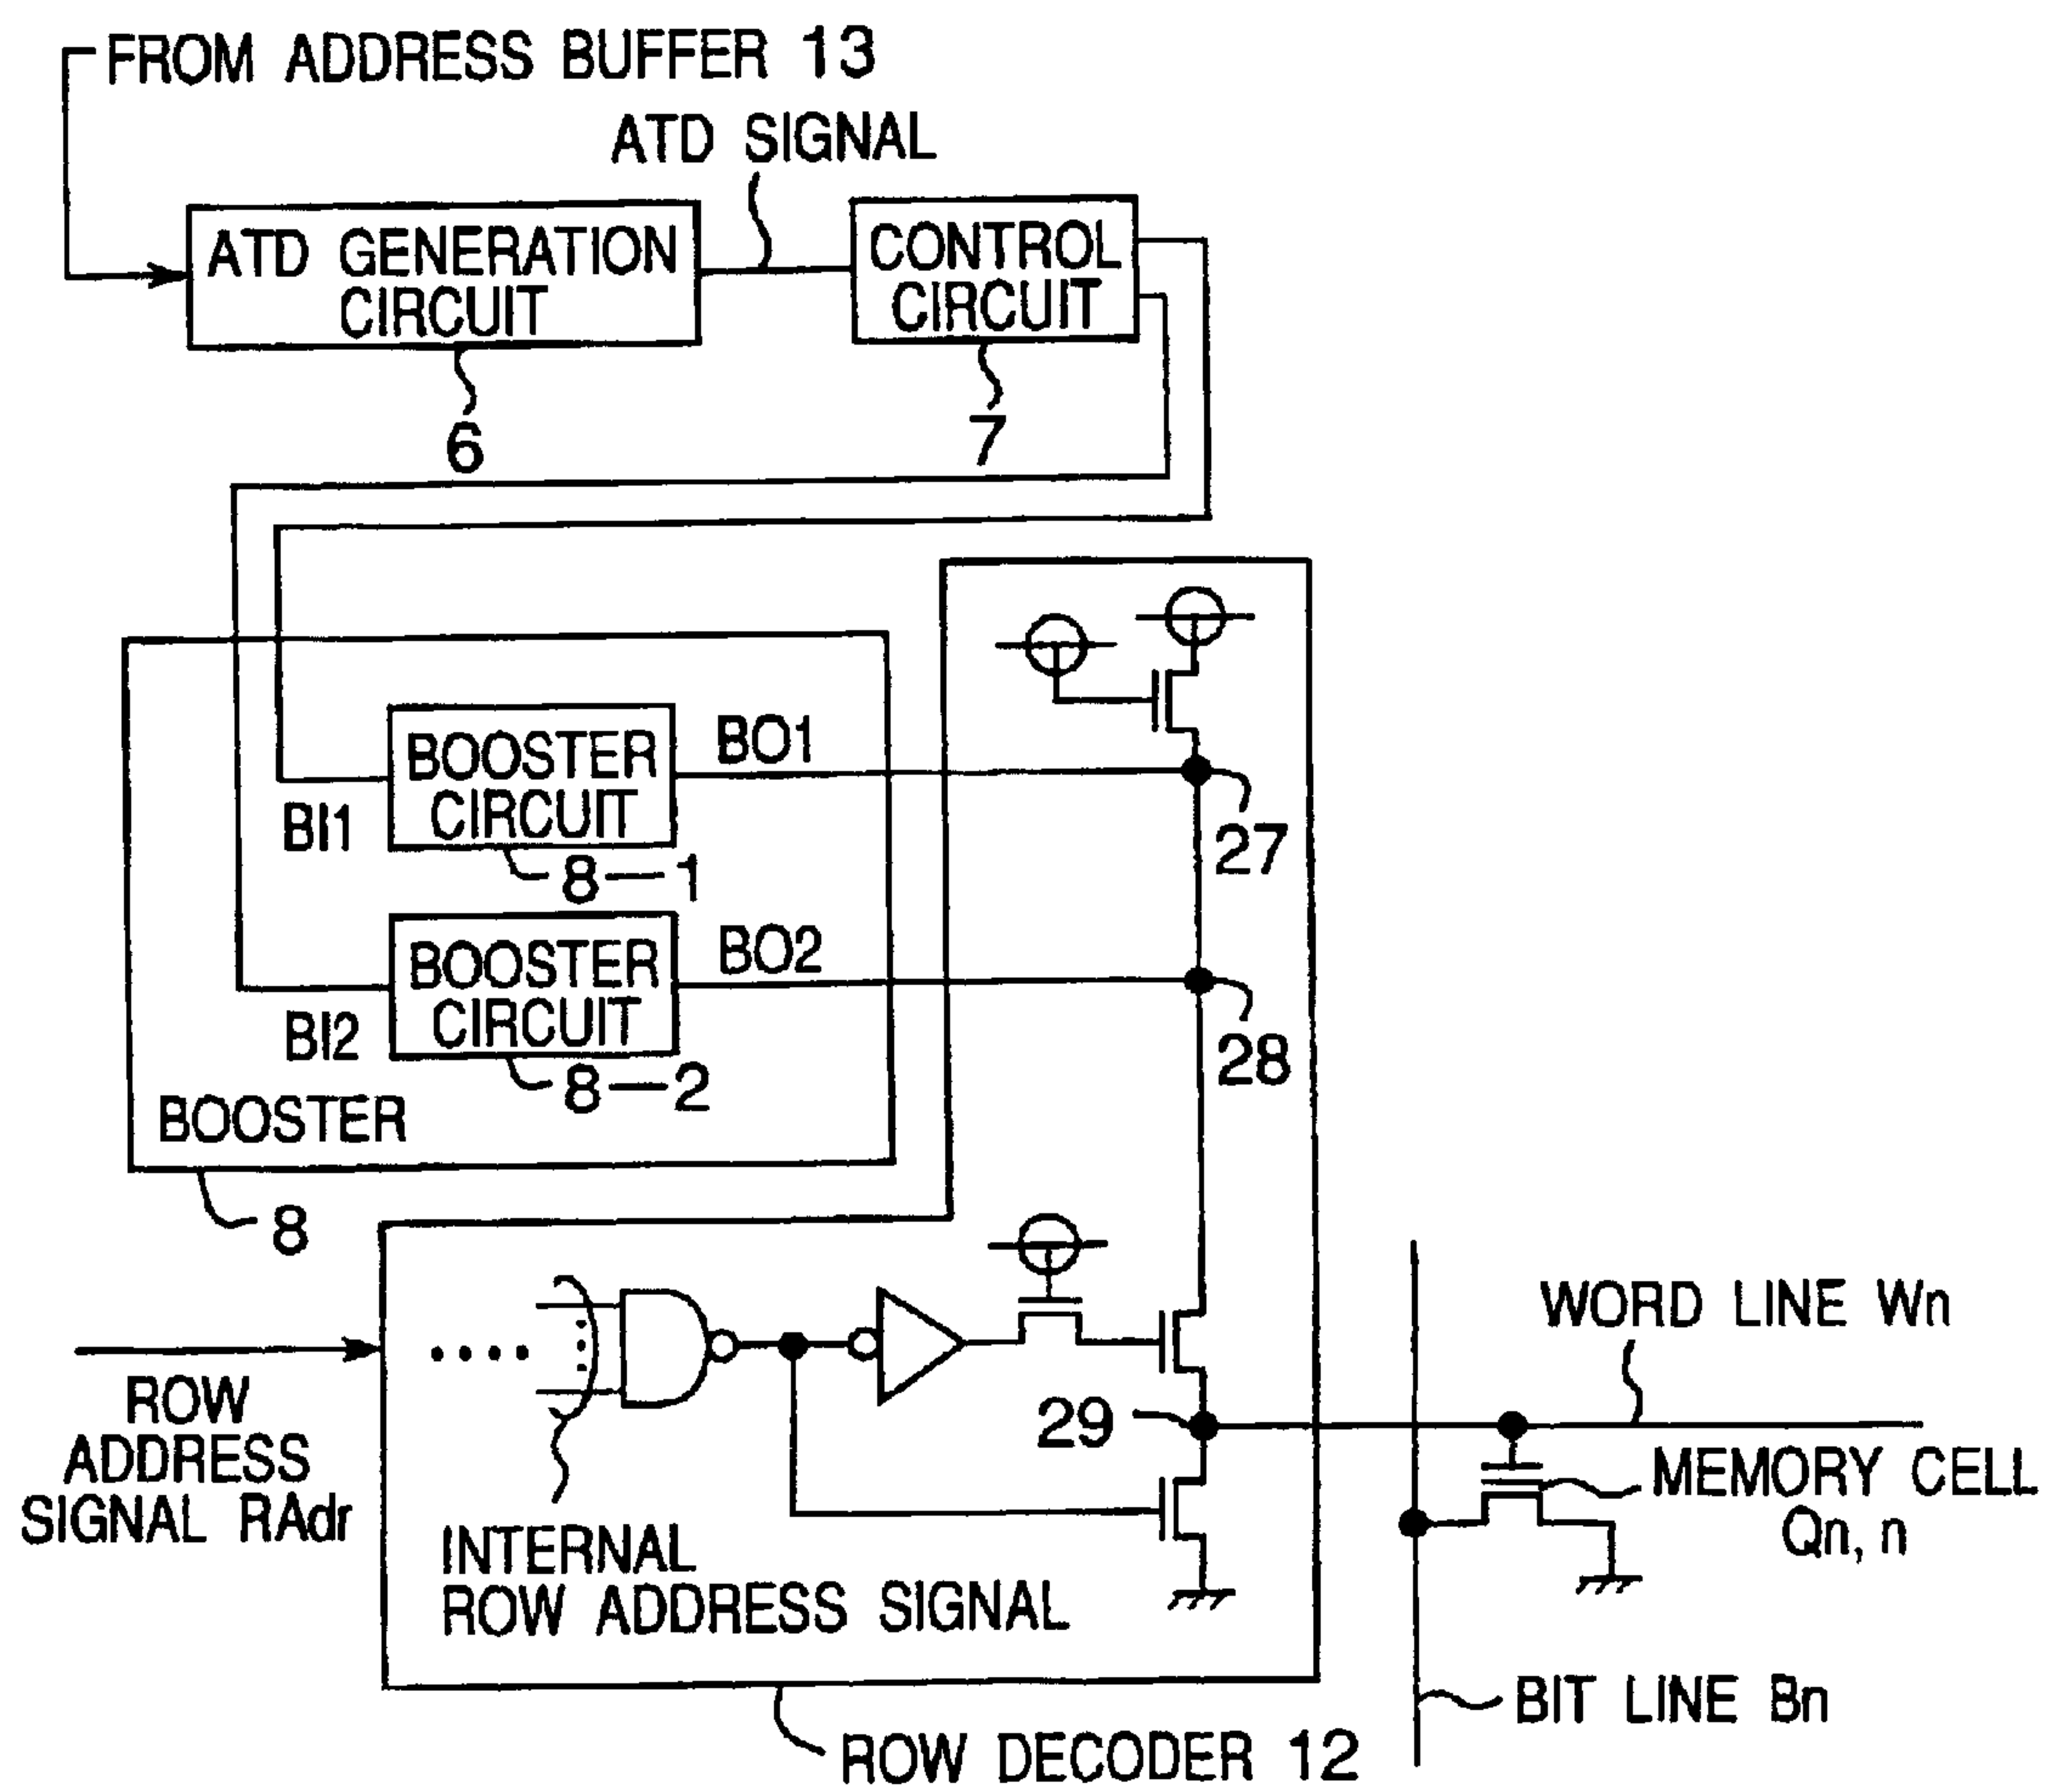 FROM ADDRESS BUFFER 13
ATD SIGNAL
ATD GENERATION
CIRCUIT
CONTROL
CIRCUIT
6
7
BOOSTER
CIRCUIT
BO1
BI1
8—1
27
BOOSTER
CIRCUIT
BO2
BI2
8—2
28
BOOSTER
8
WORD LINE Wn
ROW
ADDRESS
SIGNAL RAdr
29
MEMORY CELL
Qn, n
INTERNAL
ROW ADDRESS SIGNAL
BIT LINE Bn
ROW DECODER 12